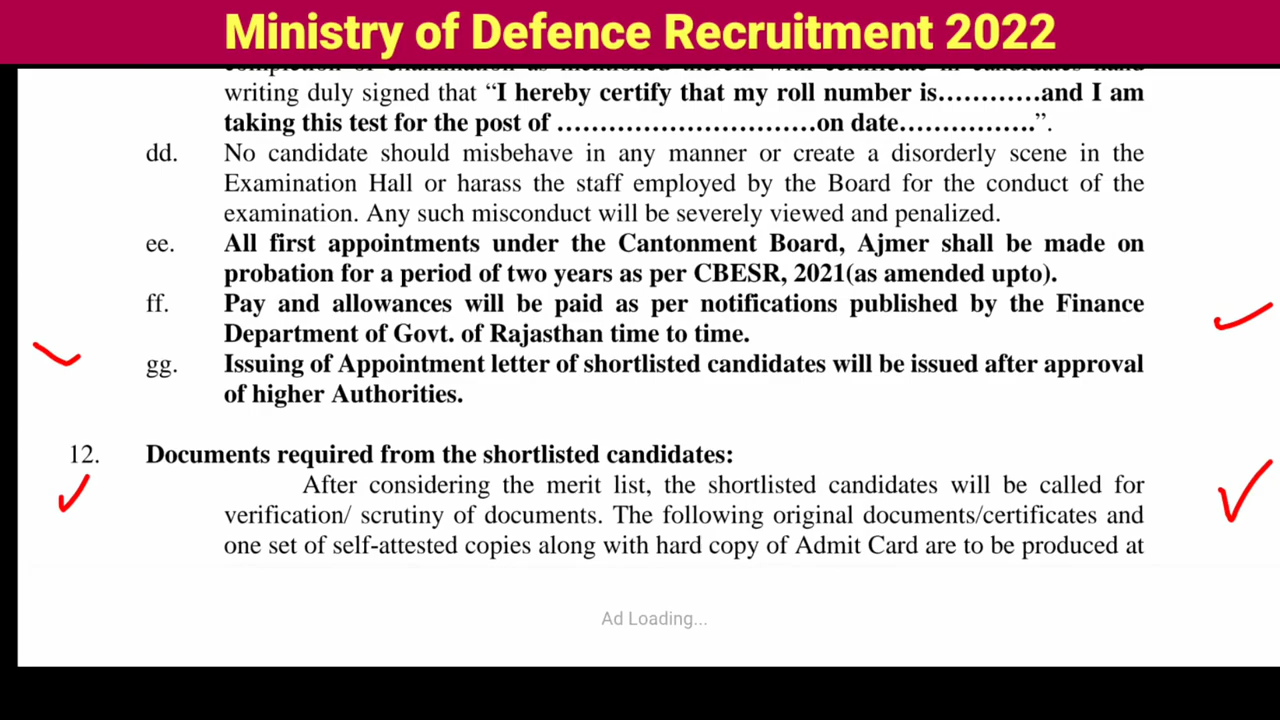 Ministry of Defence Recruitment 2022
writing duly signed that “I hereby certify that my roll number is…………and I am
taking this test for the post of …………………………on date…………….”.
dd. No candidate should misbehave in any manner or create a disorderly scene in the
Examination Hall or harass the staff employed by the Board for the conduct of the
examination. Any such misconduct will be severely viewed and penalized.
ee. All first appointments under the Cantonment Board, Ajmer shall be made on
probation for a period of two years as per CBESR, 2021(as amended upto).
ff. Pay and allowances will be paid as per notifications published by the Finance
Department of Govt. of Rajasthan time to time.
gg. Issuing of Appointment letter of shortlisted candidates will be issued after approval
of higher Authorities.
12. Documents required from the shortlisted candidates:
After considering the merit list, the shortlisted candidates will be called for
verification/ scrutiny of documents. The following original documents/certificates and
one set of self-attested copies along with hard copy of Admit Card are to be produced at
Ad Loading...